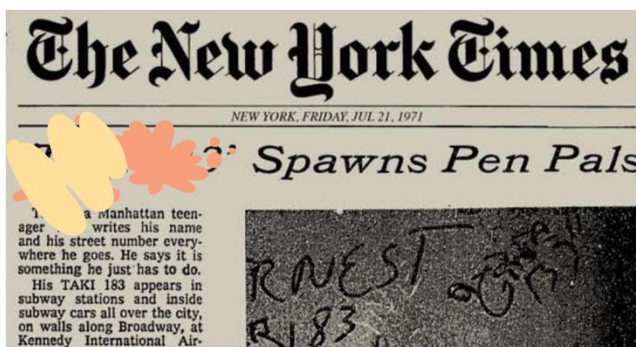 The New York Times
NEW YORK, FRIDAY, JUL 21, 1971
Spawns Pen Pals
a Manhattan teen-
ager writes his name
and his street number every-
where he goes. He says it is
something he just has to do.
His TAKI 183 appears in
subway stations and inside
subway cars all over the city,
on walls along Broadway, at
Kennedy International Air-
RNEST
R 183